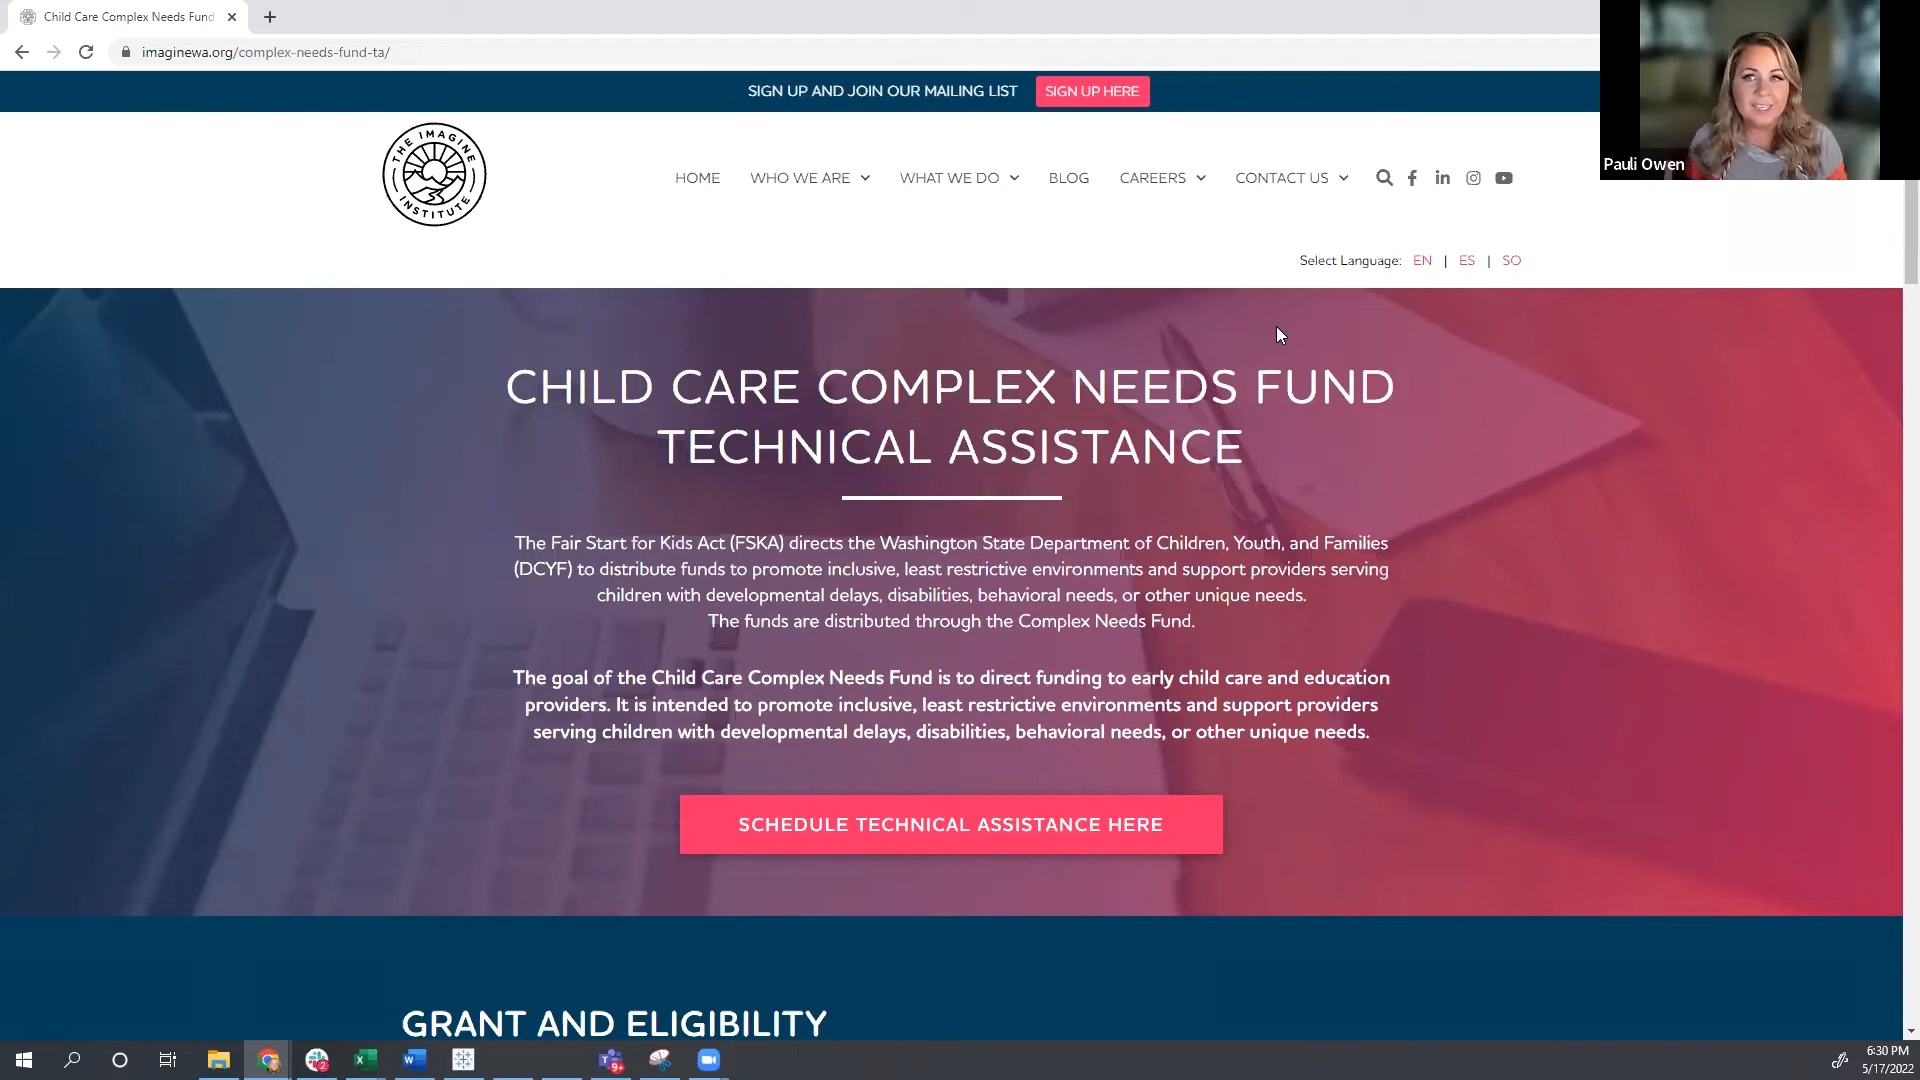 Child Care Complex Needs Fund
imaginewa.org/complex-needs-fund-ta/
SIGN UP AND JOIN OUR MAILING LIST
SIGN UP HERE
Pauli Owen
THE IMAGINE
INSTITUTE
HOME
WHO WE ARE
WHAT WE DO
BLOG
CAREERS
CONTACT US
Select Language: EN | ES | SO
CHILD CARE COMPLEX NEEDS FUND
TECHNICAL ASSISTANCE
The Fair Start for Kids Act (FSKA) directs the Washington State Department of Children, Youth, and Families
(DCYF) to distribute funds to promote inclusive, least restrictive environments and support providers serving
children with developmental delays, disabilities, behavioral needs, or other unique needs.
The funds are distributed through the Complex Needs Fund.
The goal of the Child Care Complex Needs Fund is to direct funding to early child care and education
providers. It is intended to promote inclusive, least restrictive environments and support providers
serving children with developmental delays, disabilities, behavioral needs, or other unique needs.
SCHEDULE TECHNICAL ASSISTANCE HERE
GRANT AND ELIGIBILITY
2
9+
6:30 PM
5/17/2022